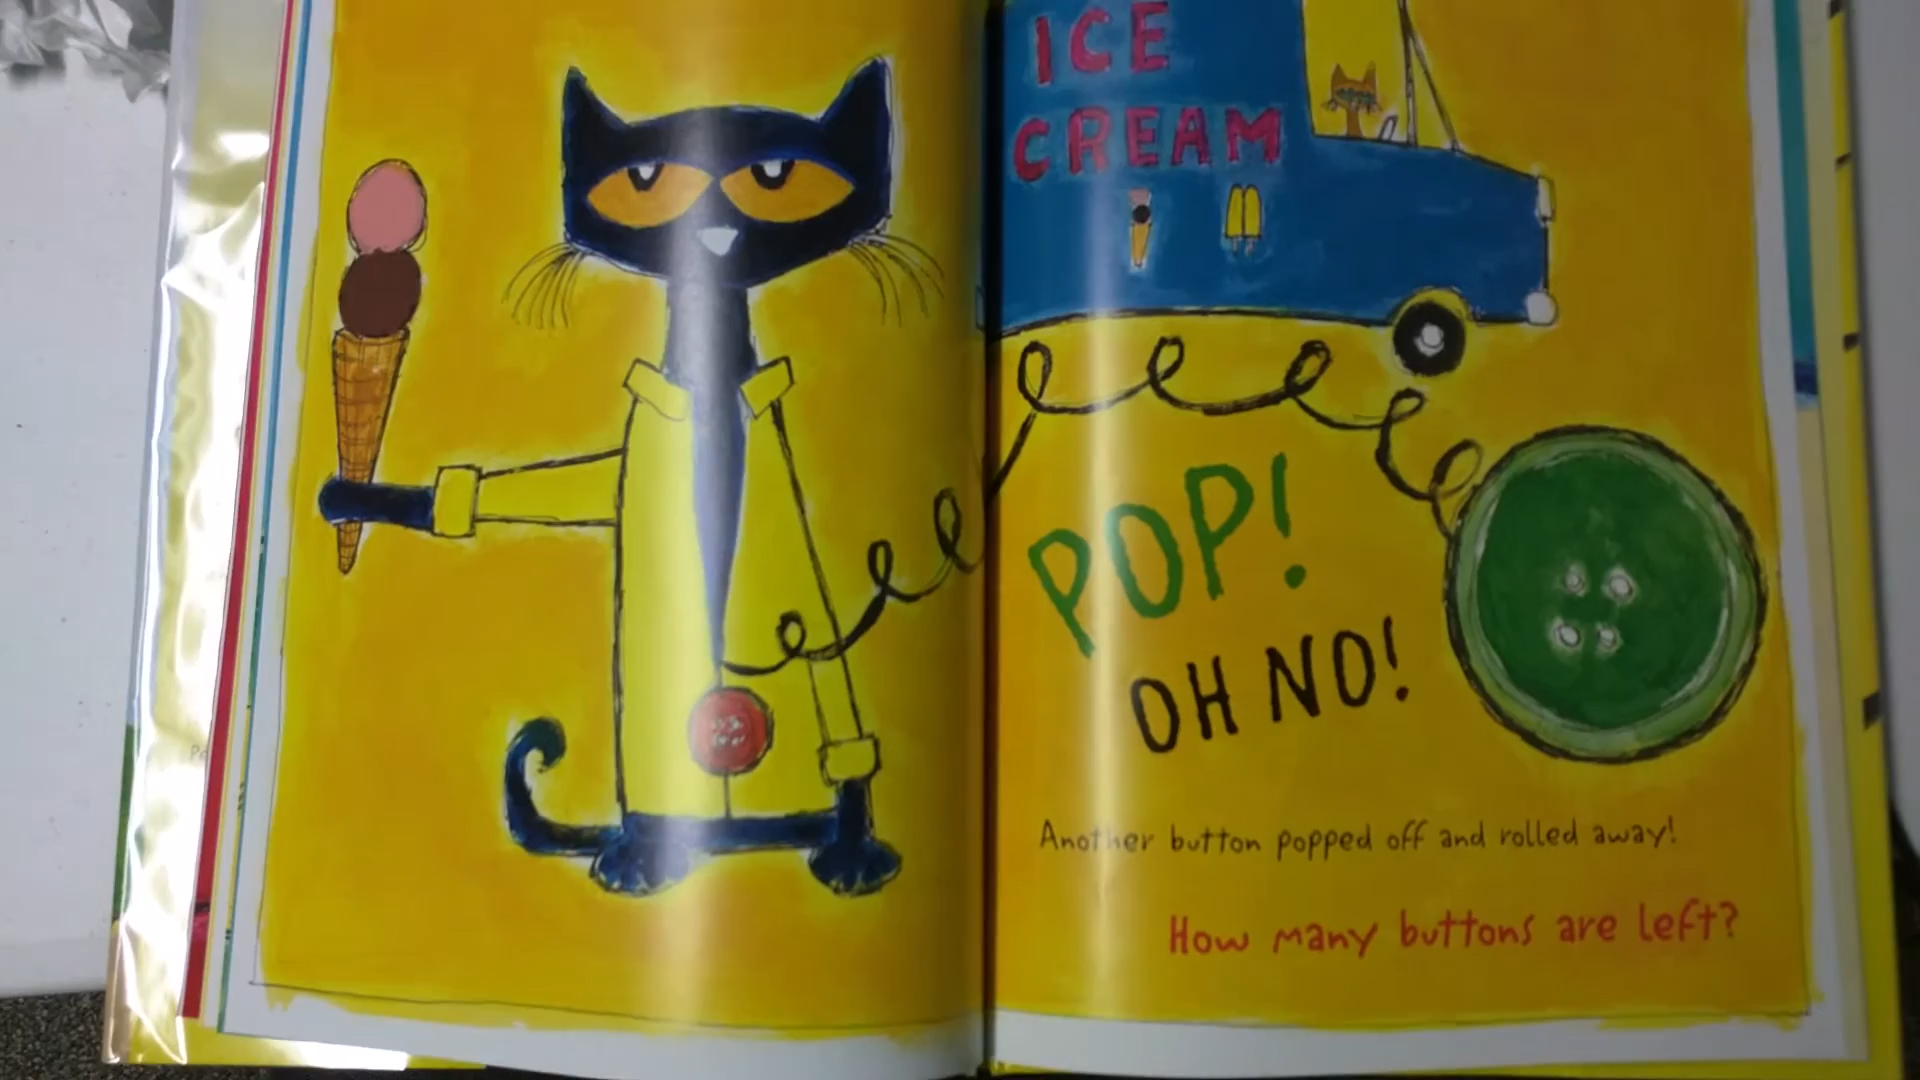 ICE
CREAM
POP!
OH NO!
Another button popped off and rolled away!
How many buttons are left?